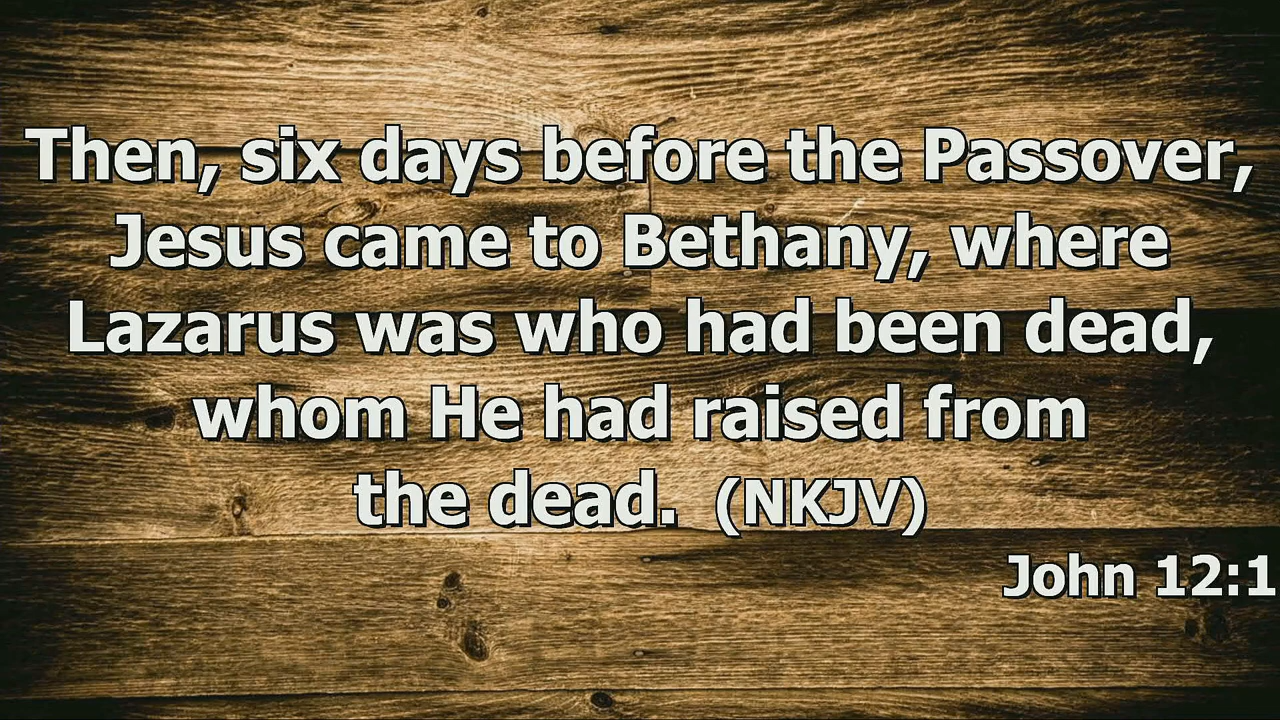 Then, six days before the Passover,
Jesus came to Bethany, where
Lazarus was who had been dead,
whom He had raised from
the dead. (NKJV)
John 12:1